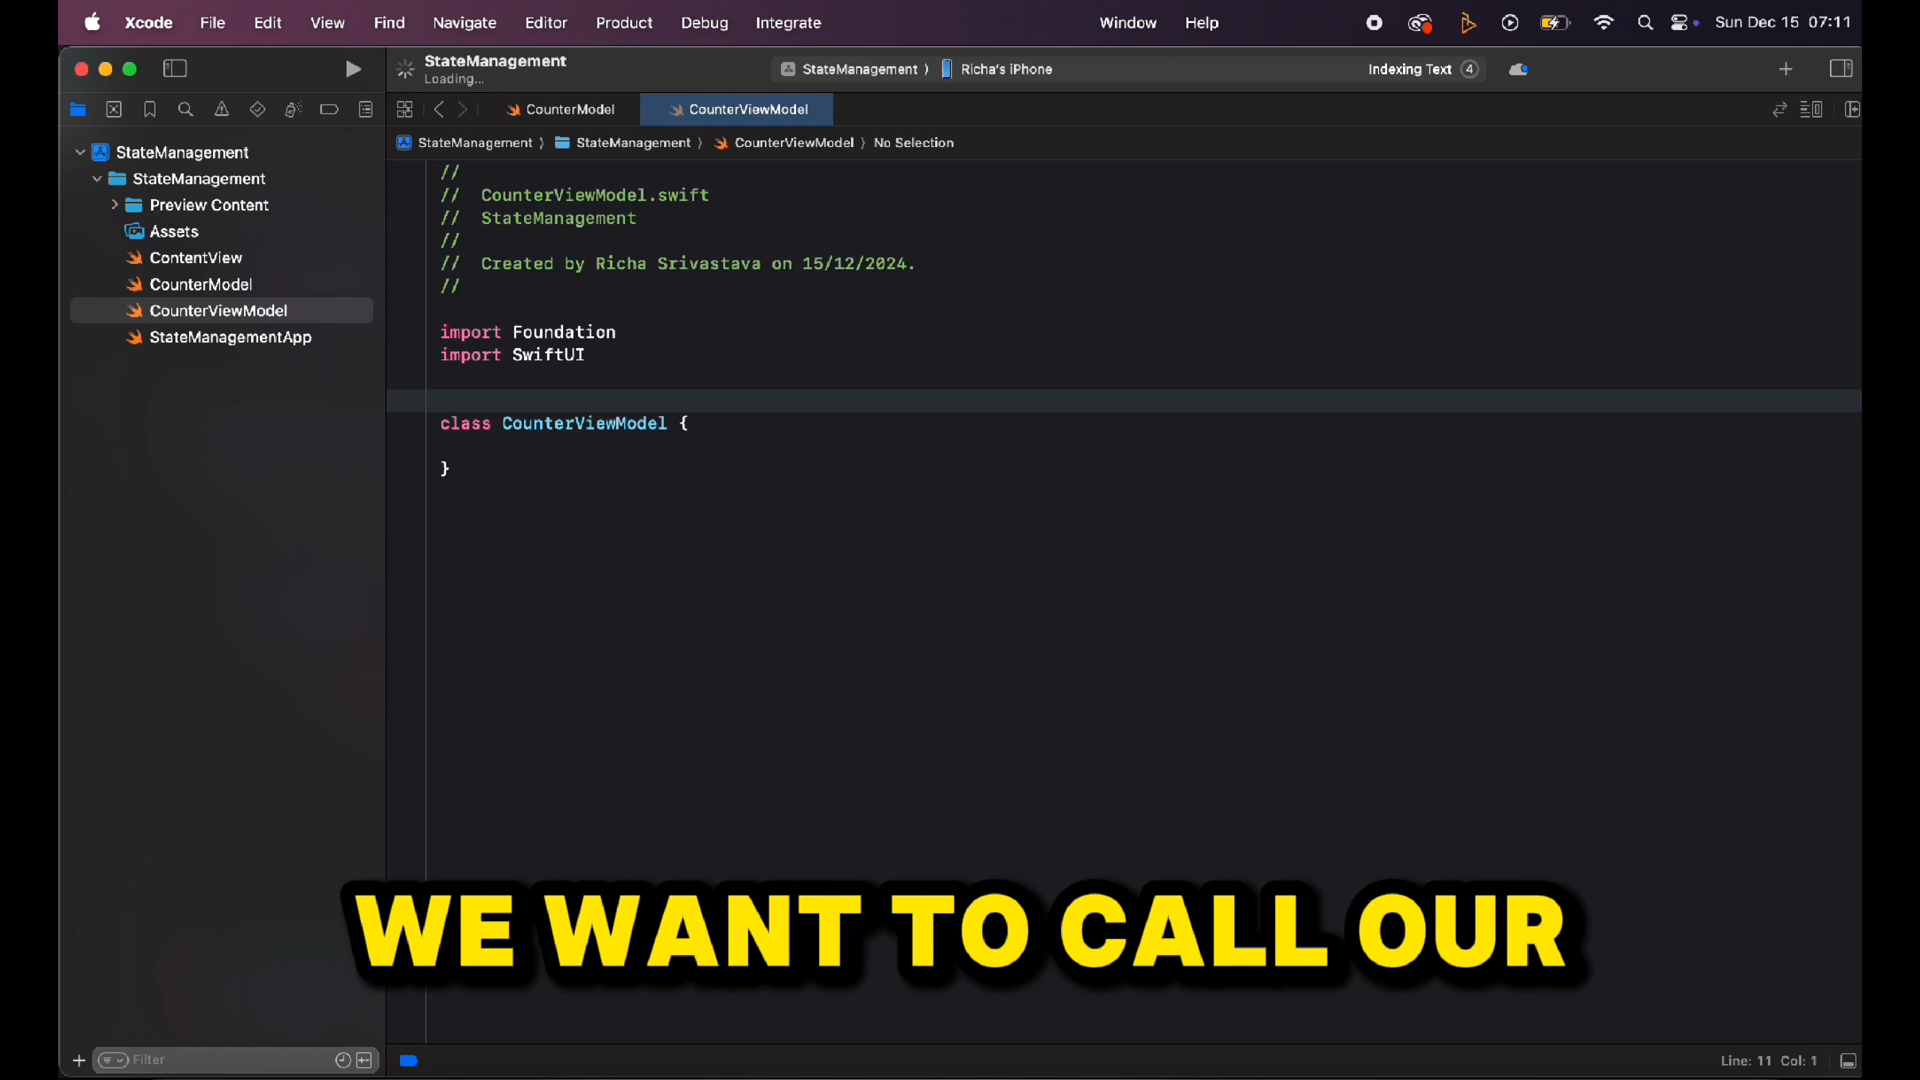 Xcode File Edit View Find Navigate Editor Product Debug Integrate Window Help Sun Dec 15 07:11
StateManagement
Loading...
StateManagement Richa's iPhone Indexing Text 4
CounterModel CounterViewModel
StateManagement StateManagement CounterViewModel No Selection
StateManagement
StateManagement
Preview Content
Assets
ContentView
CounterModel
CounterViewModel
StateManagementApp
//
// CounterViewModel.swift
// StateManagement
//
// Created by Richa Srivastava on 15/12/2024.
//
import Foundation
import SwiftUI
class CounterViewModel {
}
WE WANT TO CALL OUR
Filter
Line: 11 Col: 1